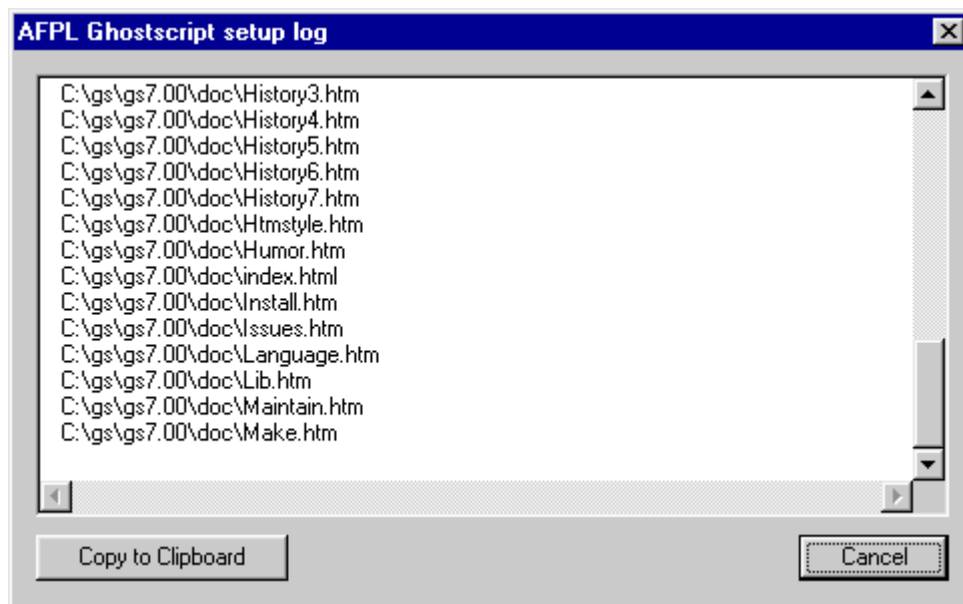 AFPL Ghostscript setup log
C:\gs\gs7.00\doc\History3.htm
C:\gs\gs7.00\doc\History4.htm
C:\gs\gs7.00\doc\History5.htm
C:\gs\gs7.00\doc\History6.htm
C:\gs\gs7.00\doc\History7.htm
C:\gs\gs7.00\doc\Htmstyle.htm
C:\gs\gs7.00\doc\Humor.htm
C:\gs\gs7.00\doc\index.html
C:\gs\gs7.00\doc\Install.htm
C:\gs\gs7.00\doc\Issues.htm
C:\gs\gs7.00\doc\Language.htm
C:\gs\gs7.00\doc\Lib.htm
C:\gs\gs7.00\doc\Maintain.htm
C:\gs\gs7.00\doc\Make.htm
Copy to Clipboard
Cancel